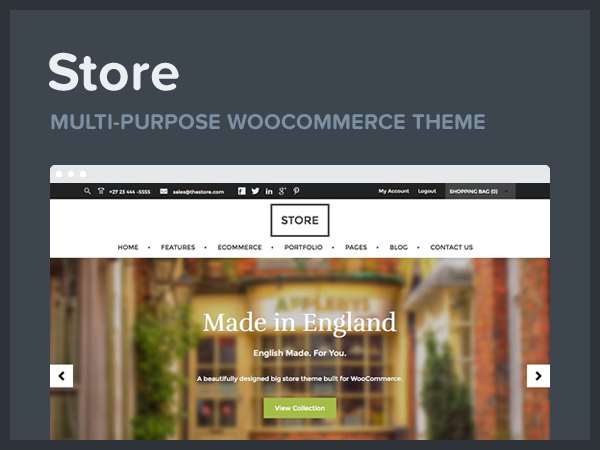 Store
MULTI-PURPOSE WOOCOMMERCE THEME
+27 23 444 -5555 sales@thestore.com My Account Logout SHOPPING BAG (0)
STORE
HOME • FEATURES • ECOMMERCE • PORTFOLIO • PAGES • BLOG • CONTACT US
APPLEBYS
Made in England
English Made. For You.
A beautifully designed big store theme built for WooCommerce.
View Collection